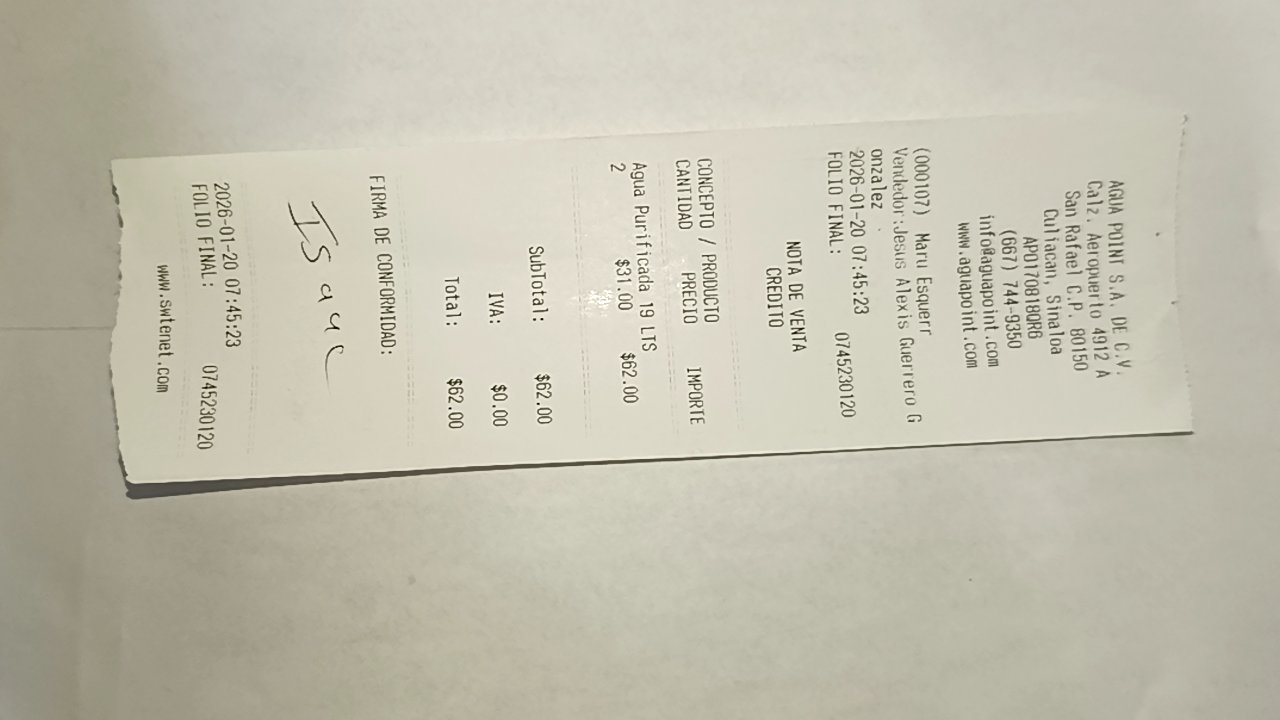 AGUA POINT S.A. DE C.V.
Calz. Aeropuerto 4912 A
San Rafael C.P. 80150
Culiacan, Sinaloa
APO170818QR6
(667) 744-9350
info@aguapoint.com
www.aguapoint.com
(000107) Maru Esquerr
Vendedor:Jesus Alexis Guerrero G
onzalez
2026-01-20 07:45:23
FOLIO FINAL: 0745230120
NOTA DE VENTA
CREDITO
CONCEPTO / PRODUCTO
CANTIDAD PRECIO IMPORTE
Agua Purificada 19 LTS
2 $31.00 $62.00
SubTotal: $62.00
IVA: $0.00
Total: $62.00
FIRMA DE CONFORMIDAD:
Isaac
2026-01-20 07:45:23
FOLIO FINAL: 0745230120
www.swtenet.com